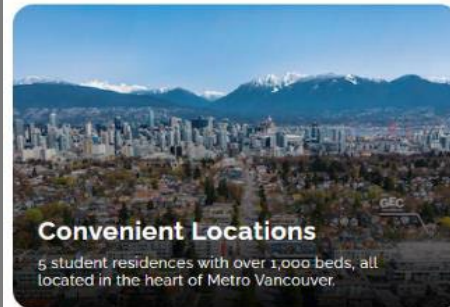 GEC
Convenient Locations
5 student residences with over 1,000 beds, all
located in the heart of Metro Vancouver.